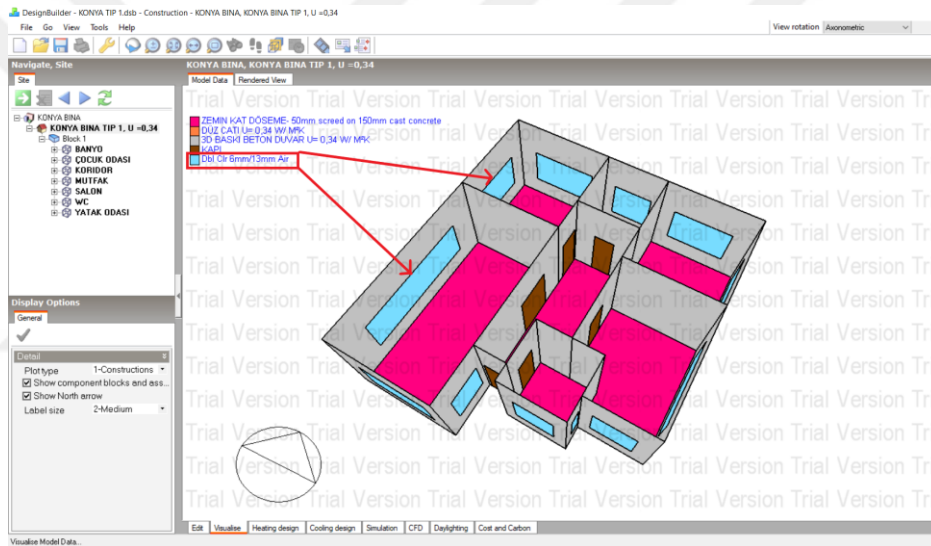 DesignBuilder - KONYA TIP 1.dsb - Construction - KONYA BINA, KONYA BINA TIP 1, U =0,34
File Go View Tools Help
View rotation Axonometric
Navigate, Site
KONYA BINA, KONYA BINA TIP 1, U =0,34
Site
Model Data Rendered View
KONYA BINA
KONYA BINA TIP 1, U =0,34
Block 1
BANYO
ÇOCUK ODASI
KORIDOR
MUTFAK
SALON
WC
YATAK ODASI
ZEMIN KAT DÖSEME- 50mm screed on 150mm cast concrete
DÜZ CATI U= 0,34 W/ M²K
3D BASKI BETON DUVAR U= 0,34 W/ M²K
KAPI
Dbl Clr 6mm/13mm Air
Trial Version Trial Version Trial Version Trial Version Trial Version Trial Version Tr
Display Options
General
Detail
Plot type 1-Constructions
Show component blocks and ass...
Show North arrow
Label size 2-Medium
Edit Visualise Heating design Cooling design Simulation CFD Daylighting Cost and Carbon
Visualise Model Data...